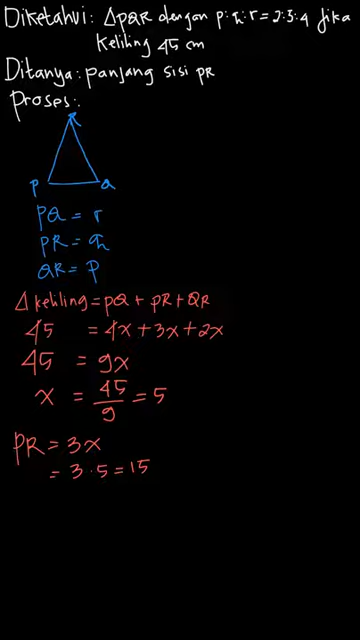 Diketahui: Δ PQR dengan p:q:r = 2:3:4 jika
keliling 45 cm
Ditanya: panjang sisi PR
Proses:
R
P Q
PQ = r
PR = q
QR = p
Δ keliling = PQ + PR + QR
45 = 4x + 3x + 2x
45 = 9x
x = 45/9 = 5
PR = 3x
= 3 . 5 = 15